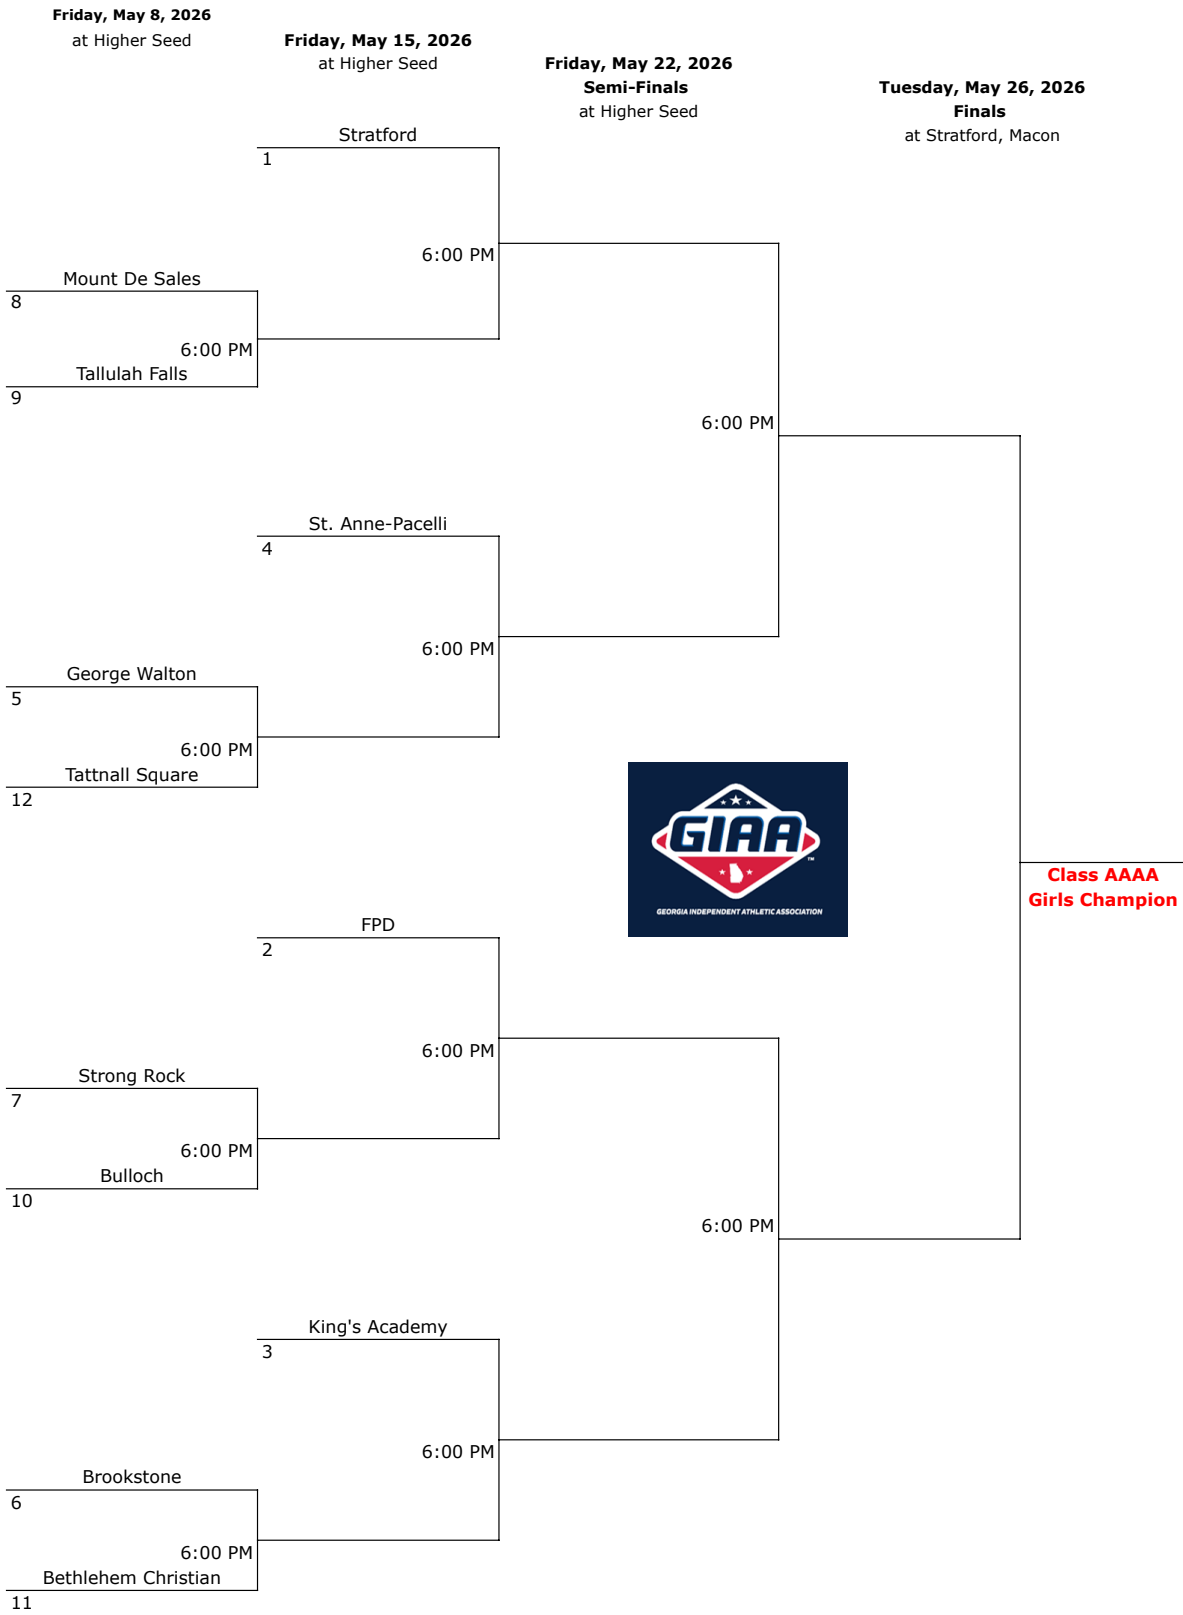 Friday, May 8, 2026
at Higher Seed
Friday, May 15, 2026
at Higher Seed
Friday, May 22, 2026
Semi-Finals
at Higher Seed
Tuesday, May 26, 2026
Finals
at Stratford, Macon
Stratford
1
6:00 PM
Mount De Sales
8
6:00 PM
Tallulah Falls
9
6:00 PM
St. Anne-Pacelli
4
6:00 PM
George Walton
5
6:00 PM
Tattnall Square
12
GIAA
TM
GEORGIA INDEPENDENT ATHLETIC ASSOCIATION
Class AAAA
Girls Champion
FPD
2
6:00 PM
Strong Rock
7
6:00 PM
Bulloch
10
6:00 PM
King's Academy
3
6:00 PM
Brookstone
6
6:00 PM
Bethlehem Christian
11